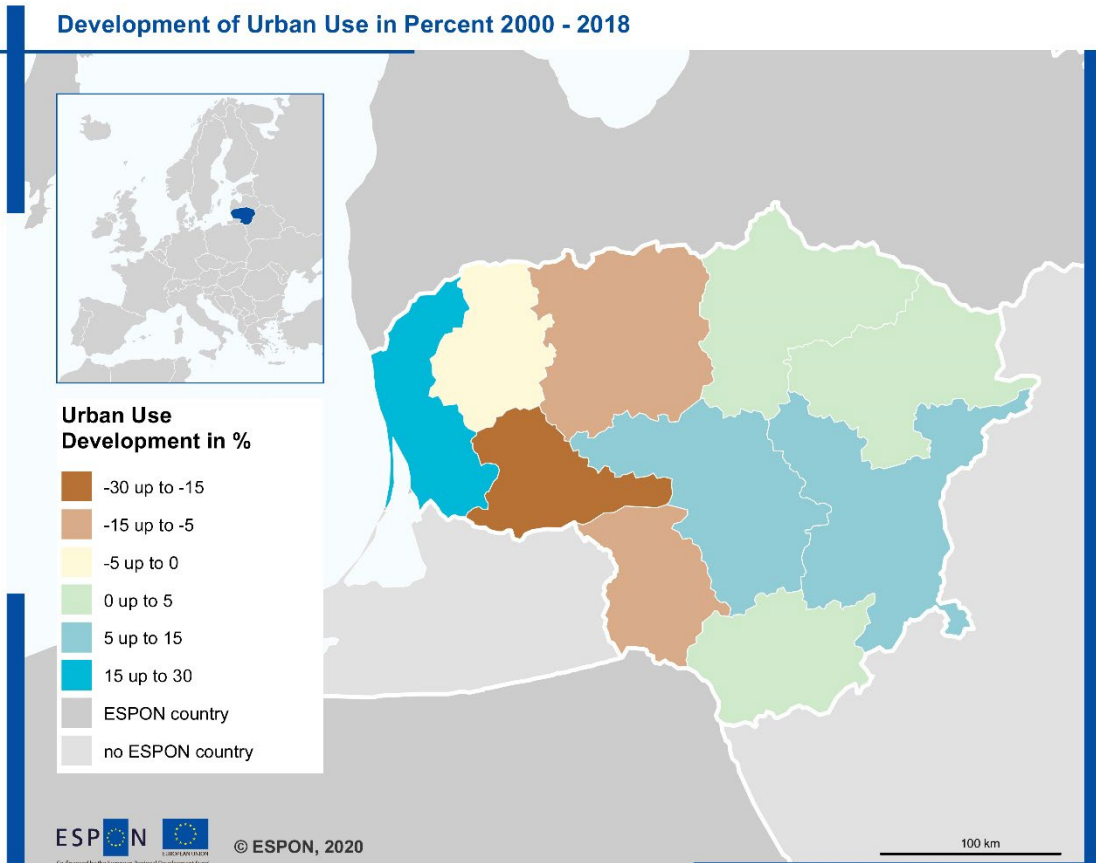 Development of Urban Use in Percent 2000 - 2018
Urban Use
Development in %
-30 up to -15
-15 up to -5
-5 up to 0
0 up to 5
5 up to 15
15 up to 30
ESPON country
no ESPON country
ESPON
EUROPEAN UNION
© ESPON, 2020
100 km